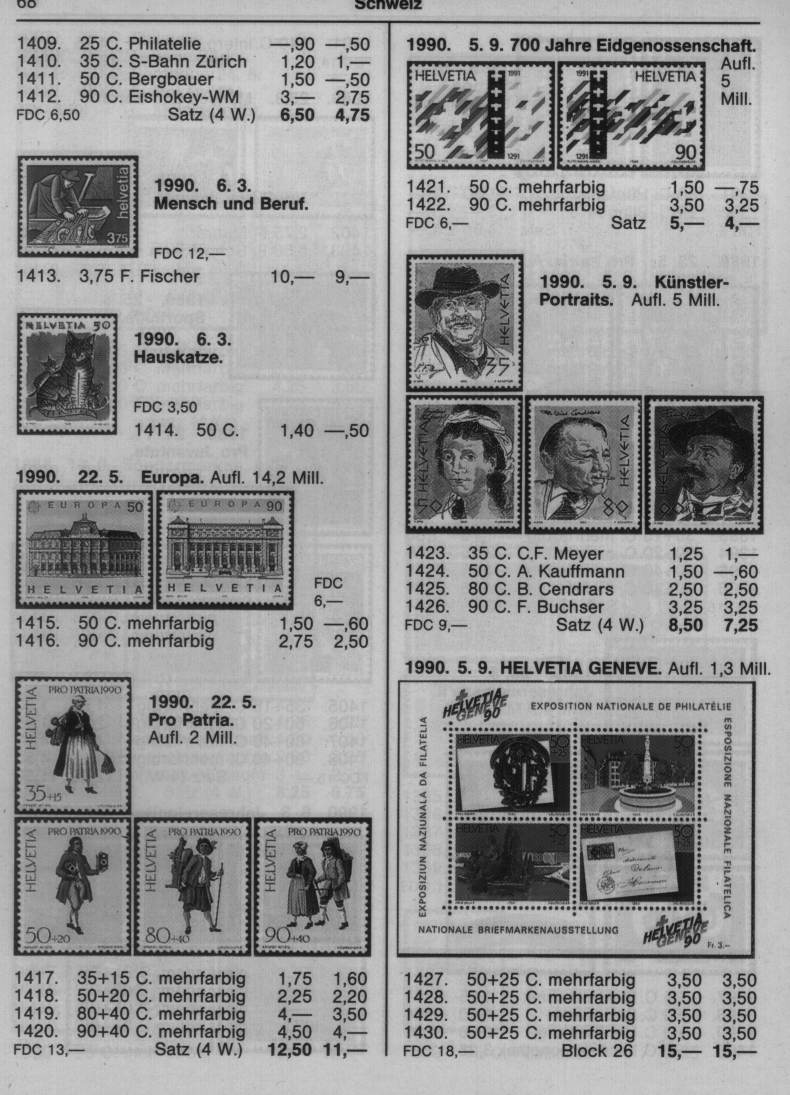 68
Schweiz
1409. 25 C. Philatelie —,90 —,50
1410. 35 C. S-Bahn Zürich 1,20 1,—
1411. 50 C. Bergbauer 1,50 —,50
1412. 90 C. Eishokey-WM 3,— 2,75
FDC 6,50 Satz (4 W.) 6,50 4,75
helvetia
375
1990. 6. 3.
Mensch und Beruf.
FDC 12,—
1413. 3,75 F. Fischer 10,— 9,—
HELVETIA 50
1990. 6. 3.
Hauskatze.
FDC 3,50
1414. 50 C. 1,40 —,50
1990. 22. 5. Europa. Aufl. 14,2 Mill.
EUROPA 50
HELVETIA
EUROPA 90
HELVETIA
FDC
6,—
1415. 50 C. mehrfarbig 1,50 —,60
1416. 90 C. mehrfarbig 2,75 2,50
PRO PATRIA 1990
HELVETIA
35+15
1990. 22. 5.
Pro Patria.
Aufl. 2 Mill.
PRO PATRIA 1990
HELVETIA
50+20
PRO PATRIA 1990
HELVETIA
80+40
PRO PATRIA 1990
HELVETIA
90+40
1417. 35+15 C. mehrfarbig 1,75 1,60
1418. 50+20 C. mehrfarbig 2,25 2,20
1419. 80+40 C. mehrfarbig 4,— 3,50
1420. 90+40 C. mehrfarbig 4,50 4,—
FDC 13,— Satz (4 W.) 12,50 11,—
1990. 5. 9. 700 Jahre Eidgenossenschaft.
HELVETIA 1991
50 1291
1991 HELVETIA
1291 90
Aufl.
5
Mill.
1421. 50 C. mehrfarbig 1,50 —,75
1422. 90 C. mehrfarbig 3,50 3,25
FDC 6,— Satz 5,— 4,—
HELVETIA
35
1990. 5. 9. Künstler-
Portraits. Aufl. 5 Mill.
HELVETIA
50
HELVETIA
80
HELVETIA
90
1423. 35 C. C.F. Meyer 1,25 1,—
1424. 50 C. A. Kauffmann 1,50 —,60
1425. 80 C. B. Cendrars 2,50 2,50
1426. 90 C. F. Buchser 3,25 3,25
FDC 9,— Satz (4 W.) 8,50 7,25
1990. 5. 9. HELVETIA GENEVE. Aufl. 1,3 Mill.
HELVETIA
GENEVE
90
EXPOSITION NATIONALE DE PHILATÉLIE
EXPOSIZIUN NAZIUNALA DA FILATELIA
ESPOSIZIONE NAZIONALE FILATELICA
HELVETIA 50
HELVETIA 50
HELVETIA 50
HELVETIA 50
NATIONALE BRIEFMARKENAUSSTELLUNG
HELVETIA
GENEVE
90
Fr. 3.–
1427. 50+25 C. mehrfarbig 3,50 3,50
1428. 50+25 C. mehrfarbig 3,50 3,50
1429. 50+25 C. mehrfarbig 3,50 3,50
1430. 50+25 C. mehrfarbig 3,50 3,50
FDC 18,— Block 26 15,— 15,—